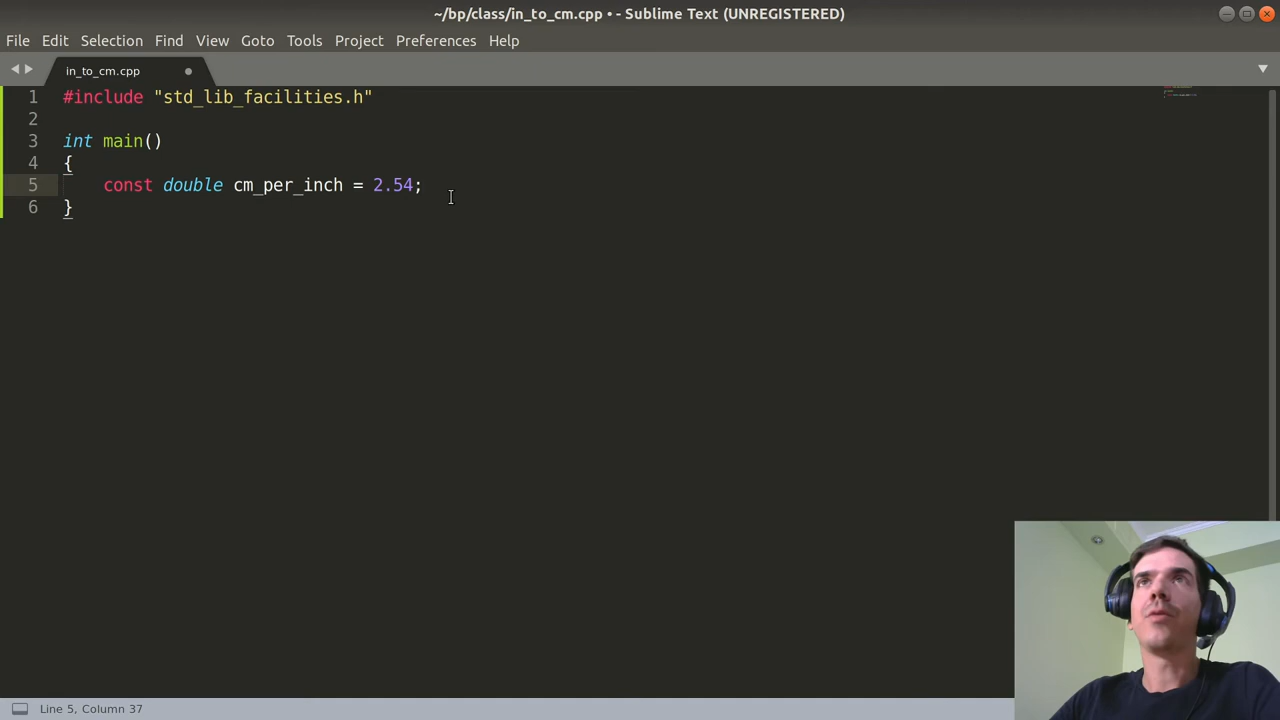 ~/bp/class/in_to_cm.cpp • - Sublime Text (UNREGISTERED)
File Edit Selection Find View Goto Tools Project Preferences Help
in_to_cm.cpp
1 #include "std_lib_facilities.h"
2
3 int main()
4 {
5 const double cm_per_inch = 2.54;
6 }
Line 5, Column 37